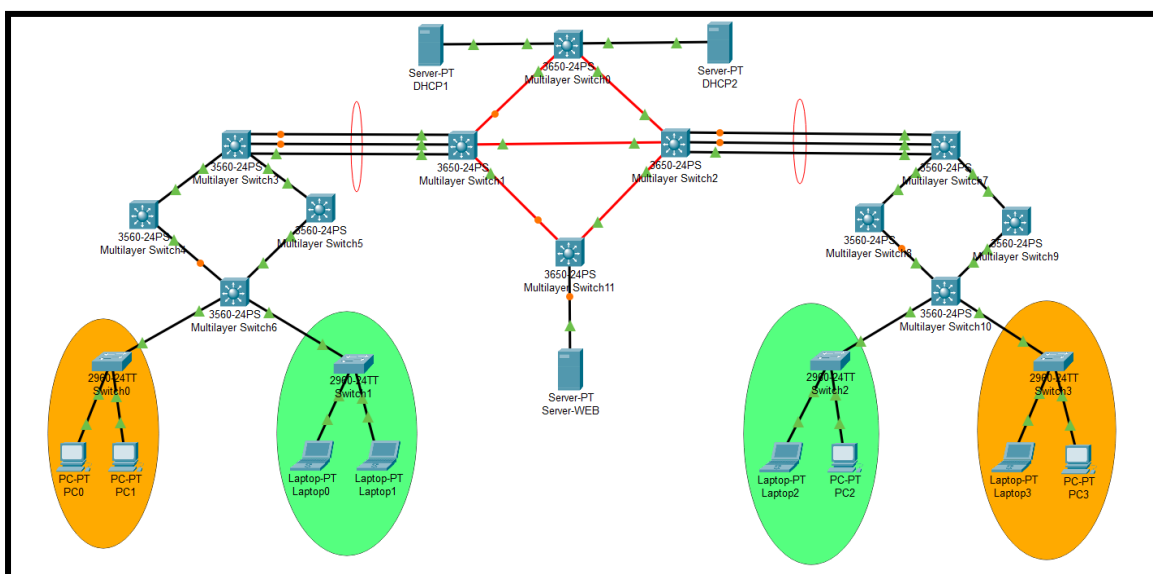 3650-24PS
Multilayer Switch0
Server-PT
DHCP1
Server-PT
DHCP2
3560-24PS
Multilayer Switch3
3650-24PS
Multilayer Switch1
3650-24PS
Multilayer Switch2
3560-24PS
Multilayer Switch7
3560-24PS
Multilayer Switch4
3560-24PS
Multilayer Switch5
3560-24PS
Multilayer Switch8
3560-24PS
Multilayer Switch9
3650-24PS
Multilayer Switch11
3560-24PS
Multilayer Switch6
3560-24PS
Multilayer Switch10
2960-24TT
Switch0
2960-24TT
Switch1
Server-PT
Server-WEB
2960-24TT
Switch2
2960-24TT
Switch3
PC-PT
PC0
PC-PT
PC1
Laptop-PT
Laptop0
Laptop-PT
Laptop1
Laptop-PT
Laptop2
PC-PT
PC2
Laptop-PT
Laptop3
PC-PT
PC3